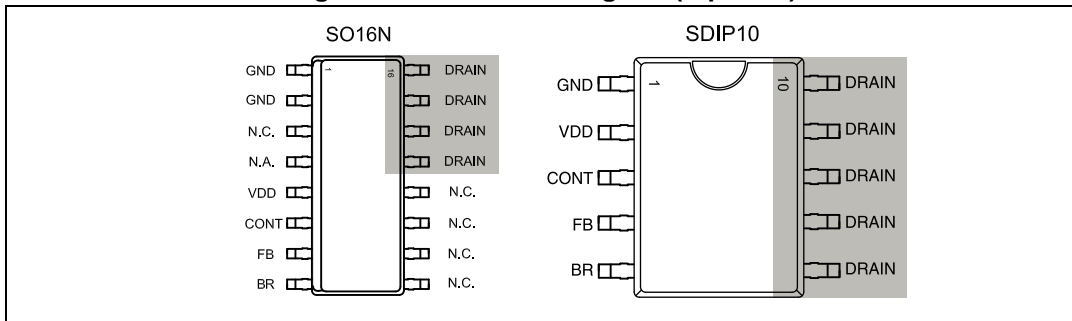 SO16N
SDIP10
GND 1 16 DRAIN
GND DRAIN
N.C. DRAIN
N.A. DRAIN
VDD N.C.
CONT N.C.
FB N.C.
BR N.C.
GND 1 10 DRAIN
VDD DRAIN
CONT DRAIN
FB DRAIN
BR DRAIN